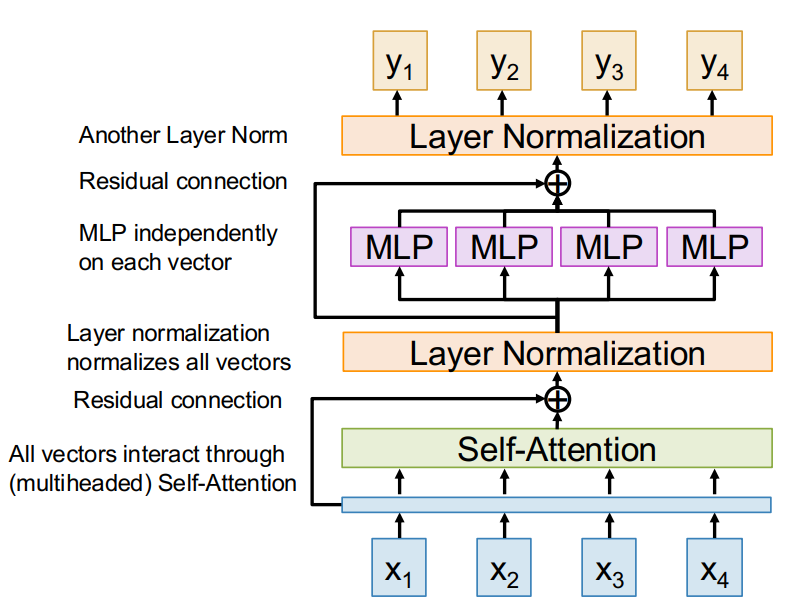 y1 y2 y3 y4
Another Layer Norm
Layer Normalization
Residual connection
MLP independently
on each vector
MLP MLP MLP MLP
Layer normalization
normalizes all vectors
Layer Normalization
Residual connection
All vectors interact through
(multiheaded) Self-Attention
Self-Attention
x1 x2 x3 x4